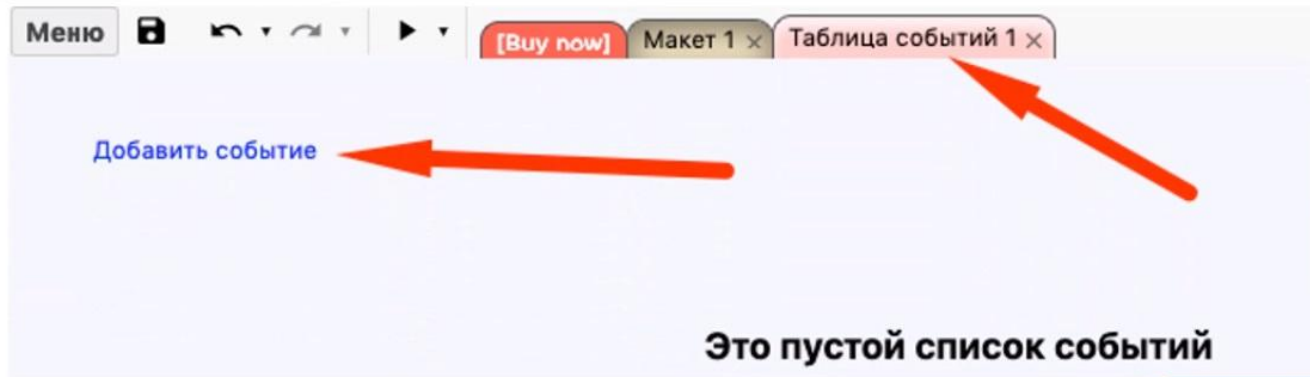 Меню [Buy now] Макет 1 Таблица событий 1
Добавить событие
Это пустой список событий